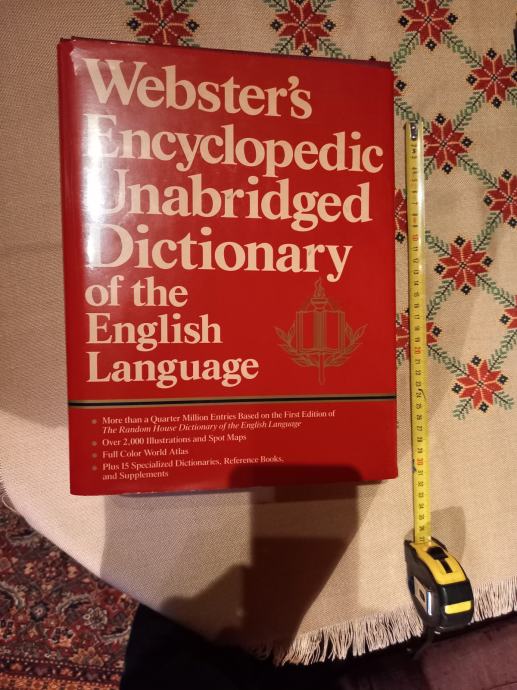 Webster's
Encyclopedic
Unabridged
Dictionary
of the
English
Language
• More than a Quarter Million Entries Based on the First Edition of
The Random House Dictionary of the English Language
• Over 2,000 Illustrations and Spot Maps
• Full Color World Atlas
• Plus 15 Specialized Dictionaries, Reference Books,
and Supplements